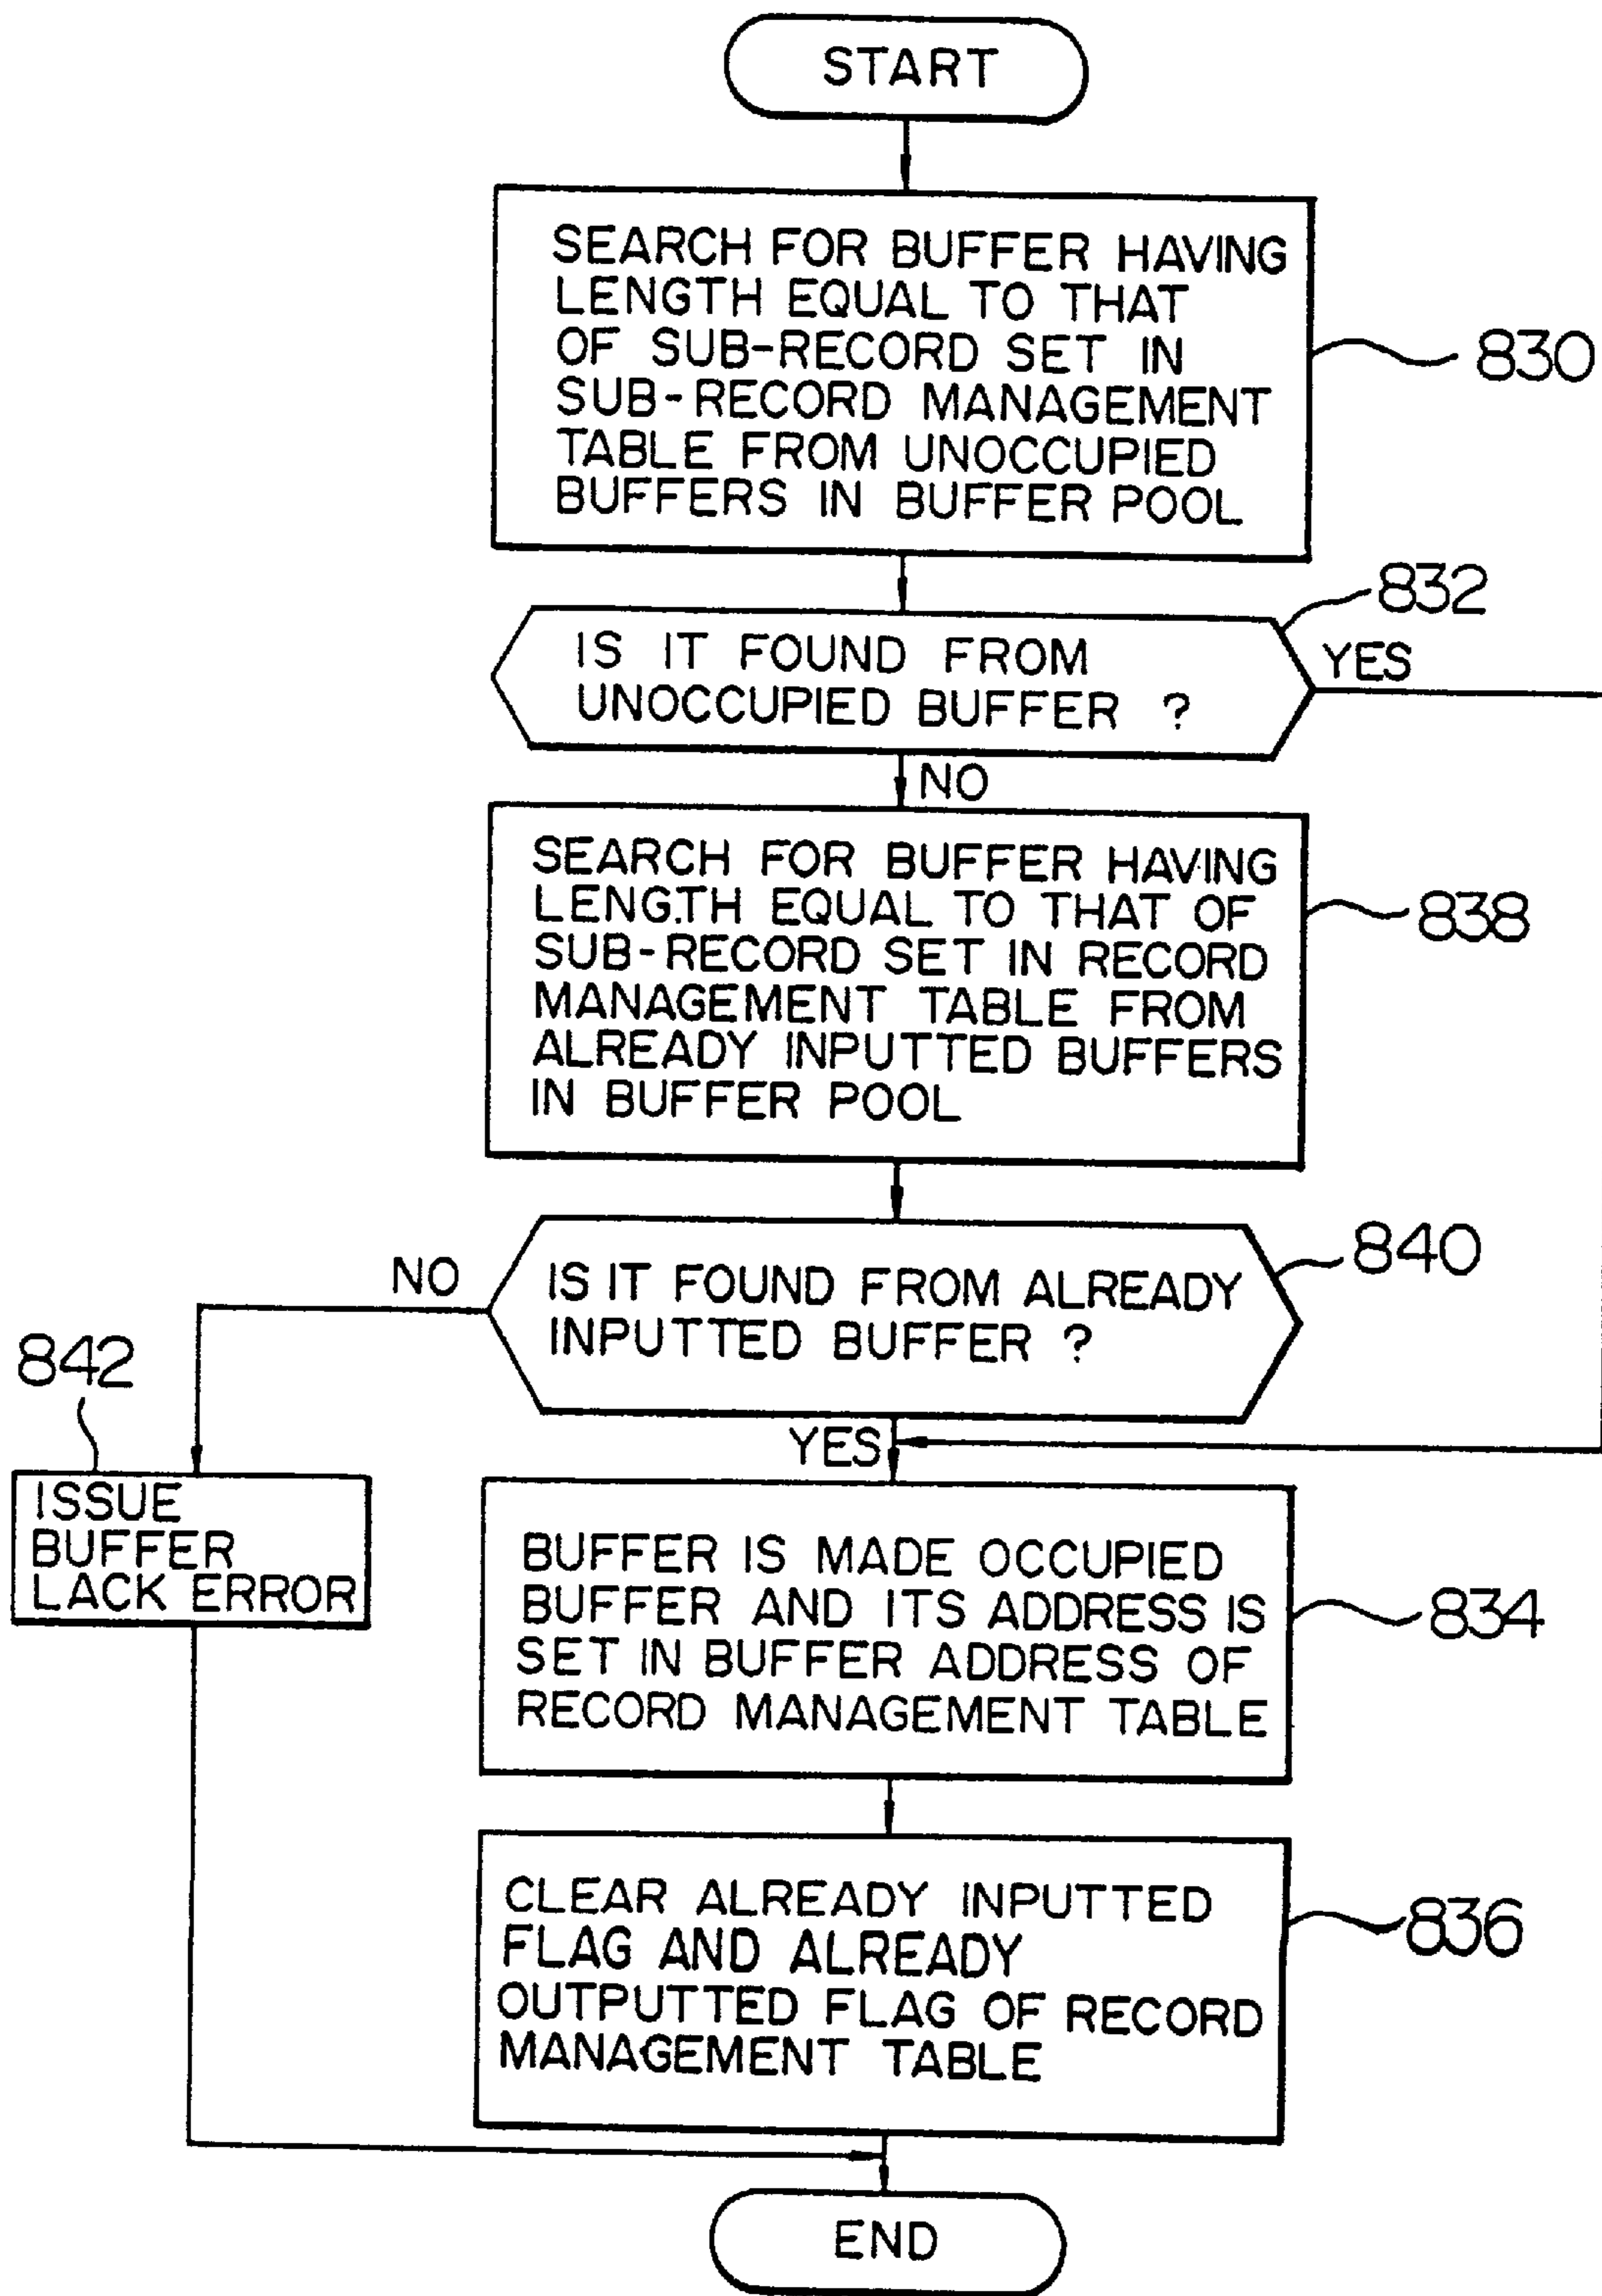 START
SEARCH FOR BUFFER HAVING
LENGTH EQUAL TO THAT
OF SUB-RECORD SET IN
SUB-RECORD MANAGEMENT
TABLE FROM UNOCCUPIED
BUFFERS IN BUFFER POOL
830
832
IS IT FOUND FROM
UNOCCUPIED BUFFER ?
YES
NO
SEARCH FOR BUFFER HAVING
LENGTH EQUAL TO THAT OF
SUB-RECORD SET IN RECORD
MANAGEMENT TABLE FROM
ALREADY INPUTTED BUFFERS
IN BUFFER POOL
838
840
NO
IS IT FOUND FROM ALREADY
INPUTTED BUFFER ?
842
YES
ISSUE
BUFFER
LACK ERROR
BUFFER IS MADE OCCUPIED
BUFFER AND ITS ADDRESS IS
SET IN BUFFER ADDRESS OF
RECORD MANAGEMENT TABLE
834
CLEAR ALREADY INPUTTED
FLAG AND ALREADY
OUTPUTTED FLAG OF RECORD
MANAGEMENT TABLE
836
END